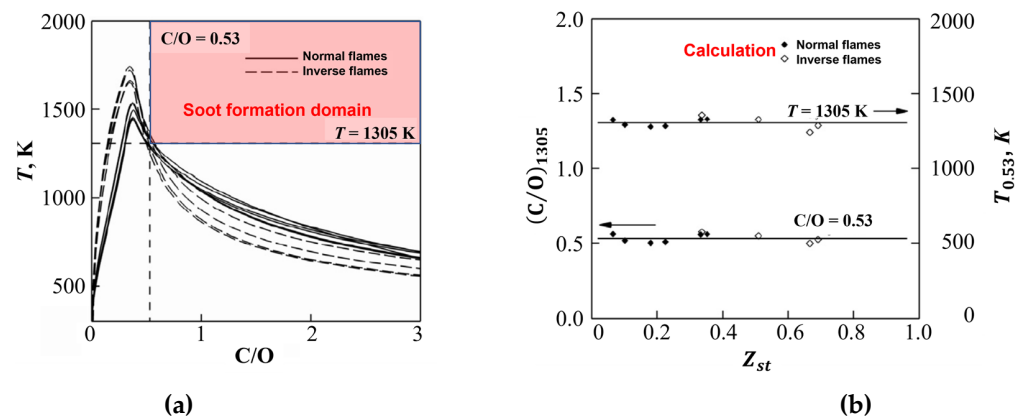 2000
1500
1000
500
T, K
C/O = 0.53
Normal flames
Inverse flames
Soot formation domain
T = 1305 K
0
1
2
3
C/O
(a)
2.0
1.5
1.0
0.5
0.0
(C/O)1305
Calculation
Normal flames
Inverse flames
T = 1305 K
C/O = 0.53
2000
1500
1000
500
0
T0.53, K
0
0.2
0.4
0.6
0.8
1.0
Zst
(b)